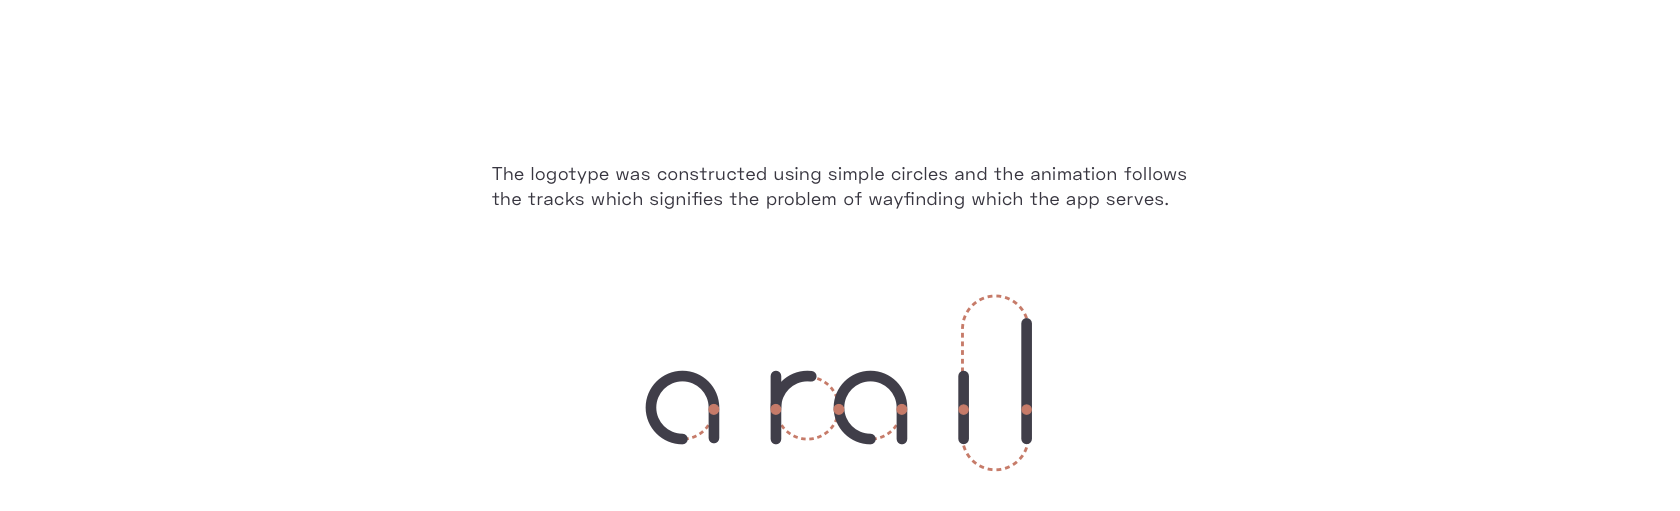 The logotype was constructed using simple circles and the animation follows
the tracks which signifies the problem of wayfinding which the app serves.
a rail